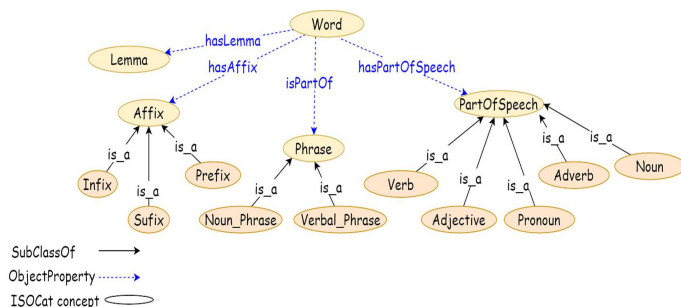 Word
hasLemma
Lemma
hasAffix
hasPartOfSpeech
isPartOf
Affix
PartOfSpeech
Phrase
is_a
is_a
is_a
is_a
is_a
is_a
is_a
is_a
is_a
is_a
Infix
Prefix
Sufix
Noun_Phrase
Verbal_Phrase
Verb
Adjective
Pronoun
Adverb
Noun
SubClassOf
ObjectProperty
ISOCat concept